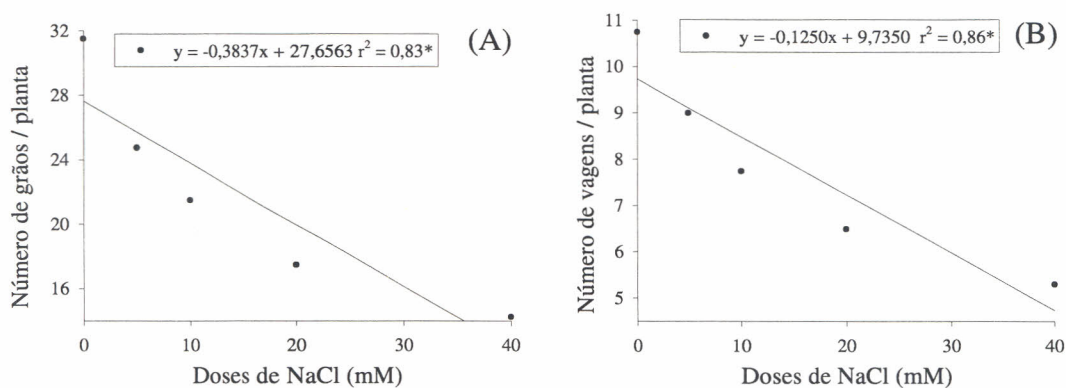 y = -0,3837x + 27,6563 r² = 0,83*
(A)
Número de grãos / planta
32
28
24
20
16
0
10
20
30
40
Doses de NaCl (mM)
y = -0,1250x + 9,7350 r² = 0,86*
(B)
Número de vagens / planta
11
10
9
8
7
6
5
0
10
20
30
40
Doses de NaCl (mM)